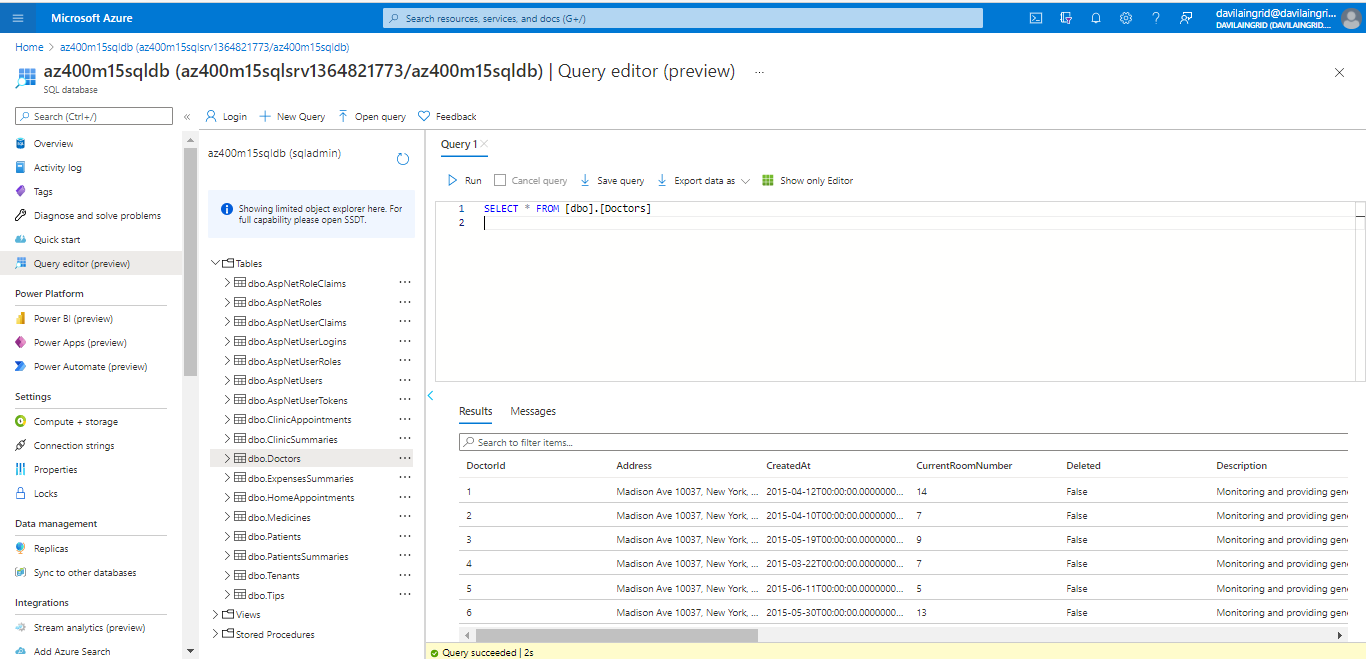 Microsoft Azure
Search resources, services, and docs (G+/)
davilaingrid@davilaingri...
DAVILAINGRID (DAVILAINGRID....
Home > az400m15sqldb (az400m15sqlsrv1364821773/az400m15sqldb)
az400m15sqldb (az400m15sqlsrv1364821773/az400m15sqldb) | Query editor (preview) ...
SQL database
Search (Ctrl+/)
«
Overview
Activity log
Tags
Diagnose and solve problems
Quick start
Query editor (preview)
Power Platform
Power BI (preview)
Power Apps (preview)
Power Automate (preview)
Settings
Compute + storage
Connection strings
Properties
Locks
Data management
Replicas
Sync to other databases
Integrations
Stream analytics (preview)
Add Azure Search
Login
New Query
Open query
Feedback
az400m15sqldb (sqladmin)
Showing limited object explorer here. For
full capability please open SSDT.
Tables
dbo.AspNetRoleClaims ...
dbo.AspNetRoles ...
dbo.AspNetUserClaims ...
dbo.AspNetUserLogins ...
dbo.AspNetUserRoles ...
dbo.AspNetUsers ...
dbo.AspNetUserTokens ...
dbo.ClinicAppointments ...
dbo.ClinicSummaries ...
dbo.Doctors ...
dbo.ExpensesSummaries ...
dbo.HomeAppointments ...
dbo.Medicines ...
dbo.Patients ...
dbo.PatientsSummaries ...
dbo.Tenants ...
dbo.Tips ...
Views
Stored Procedures
Query 1
Run
Cancel query
Save query
Export data as
Show only Editor
1 SELECT * FROM [dbo].[Doctors]
2
Results Messages
Search to filter items...
DoctorId Address CreatedAt CurrentRoomNumber Deleted Description
1 Madison Ave 10037, New York, ... 2015-04-12T00:00:00.0000000... 14 False Monitoring and providing gen
2 Madison Ave 10037, New York, ... 2015-04-10T00:00:00.0000000... 7 False Monitoring and providing gen
3 Madison Ave 10037, New York, ... 2015-05-19T00:00:00.0000000... 9 False Monitoring and providing gen
4 Madison Ave 10037, New York, ... 2015-03-22T00:00:00.0000000... 7 False Monitoring and providing gen
5 Madison Ave 10037, New York, ... 2015-06-11T00:00:00.0000000... 5 False Monitoring and providing gen
6 Madison Ave 10037, New York, ... 2015-05-30T00:00:00.0000000... 13 False Monitoring and providing gen
Query succeeded | 2s